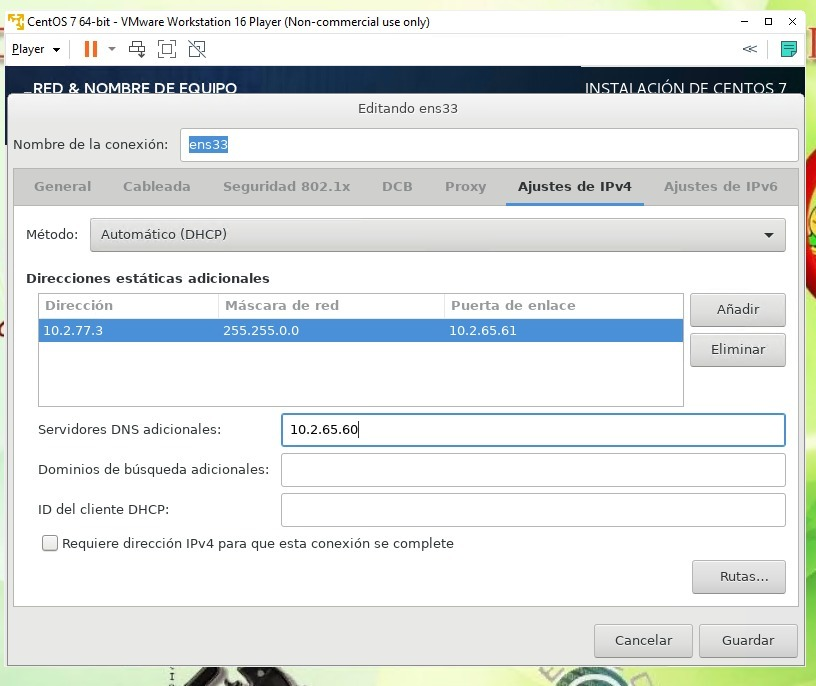 CentOS 7 64-bit - VMware Workstation 16 Player (Non-commercial use only)
Player
RED & NOMBRE DE EQUIPO
INSTALACIÓN DE CENTOS 7
Editando ens33
Nombre de la conexión: ens33
General Cableada Seguridad 802.1x DCB Proxy Ajustes de IPv4 Ajustes de IPv6
Método: Automático (DHCP)
Direcciones estáticas adicionales
Dirección Máscara de red Puerta de enlace
10.2.77.3 255.255.0.0 10.2.65.61
Añadir
Eliminar
Servidores DNS adicionales: 10.2.65.60
Dominios de búsqueda adicionales:
ID del cliente DHCP:
Requiere dirección IPv4 para que esta conexión se complete
Rutas...
Cancelar Guardar